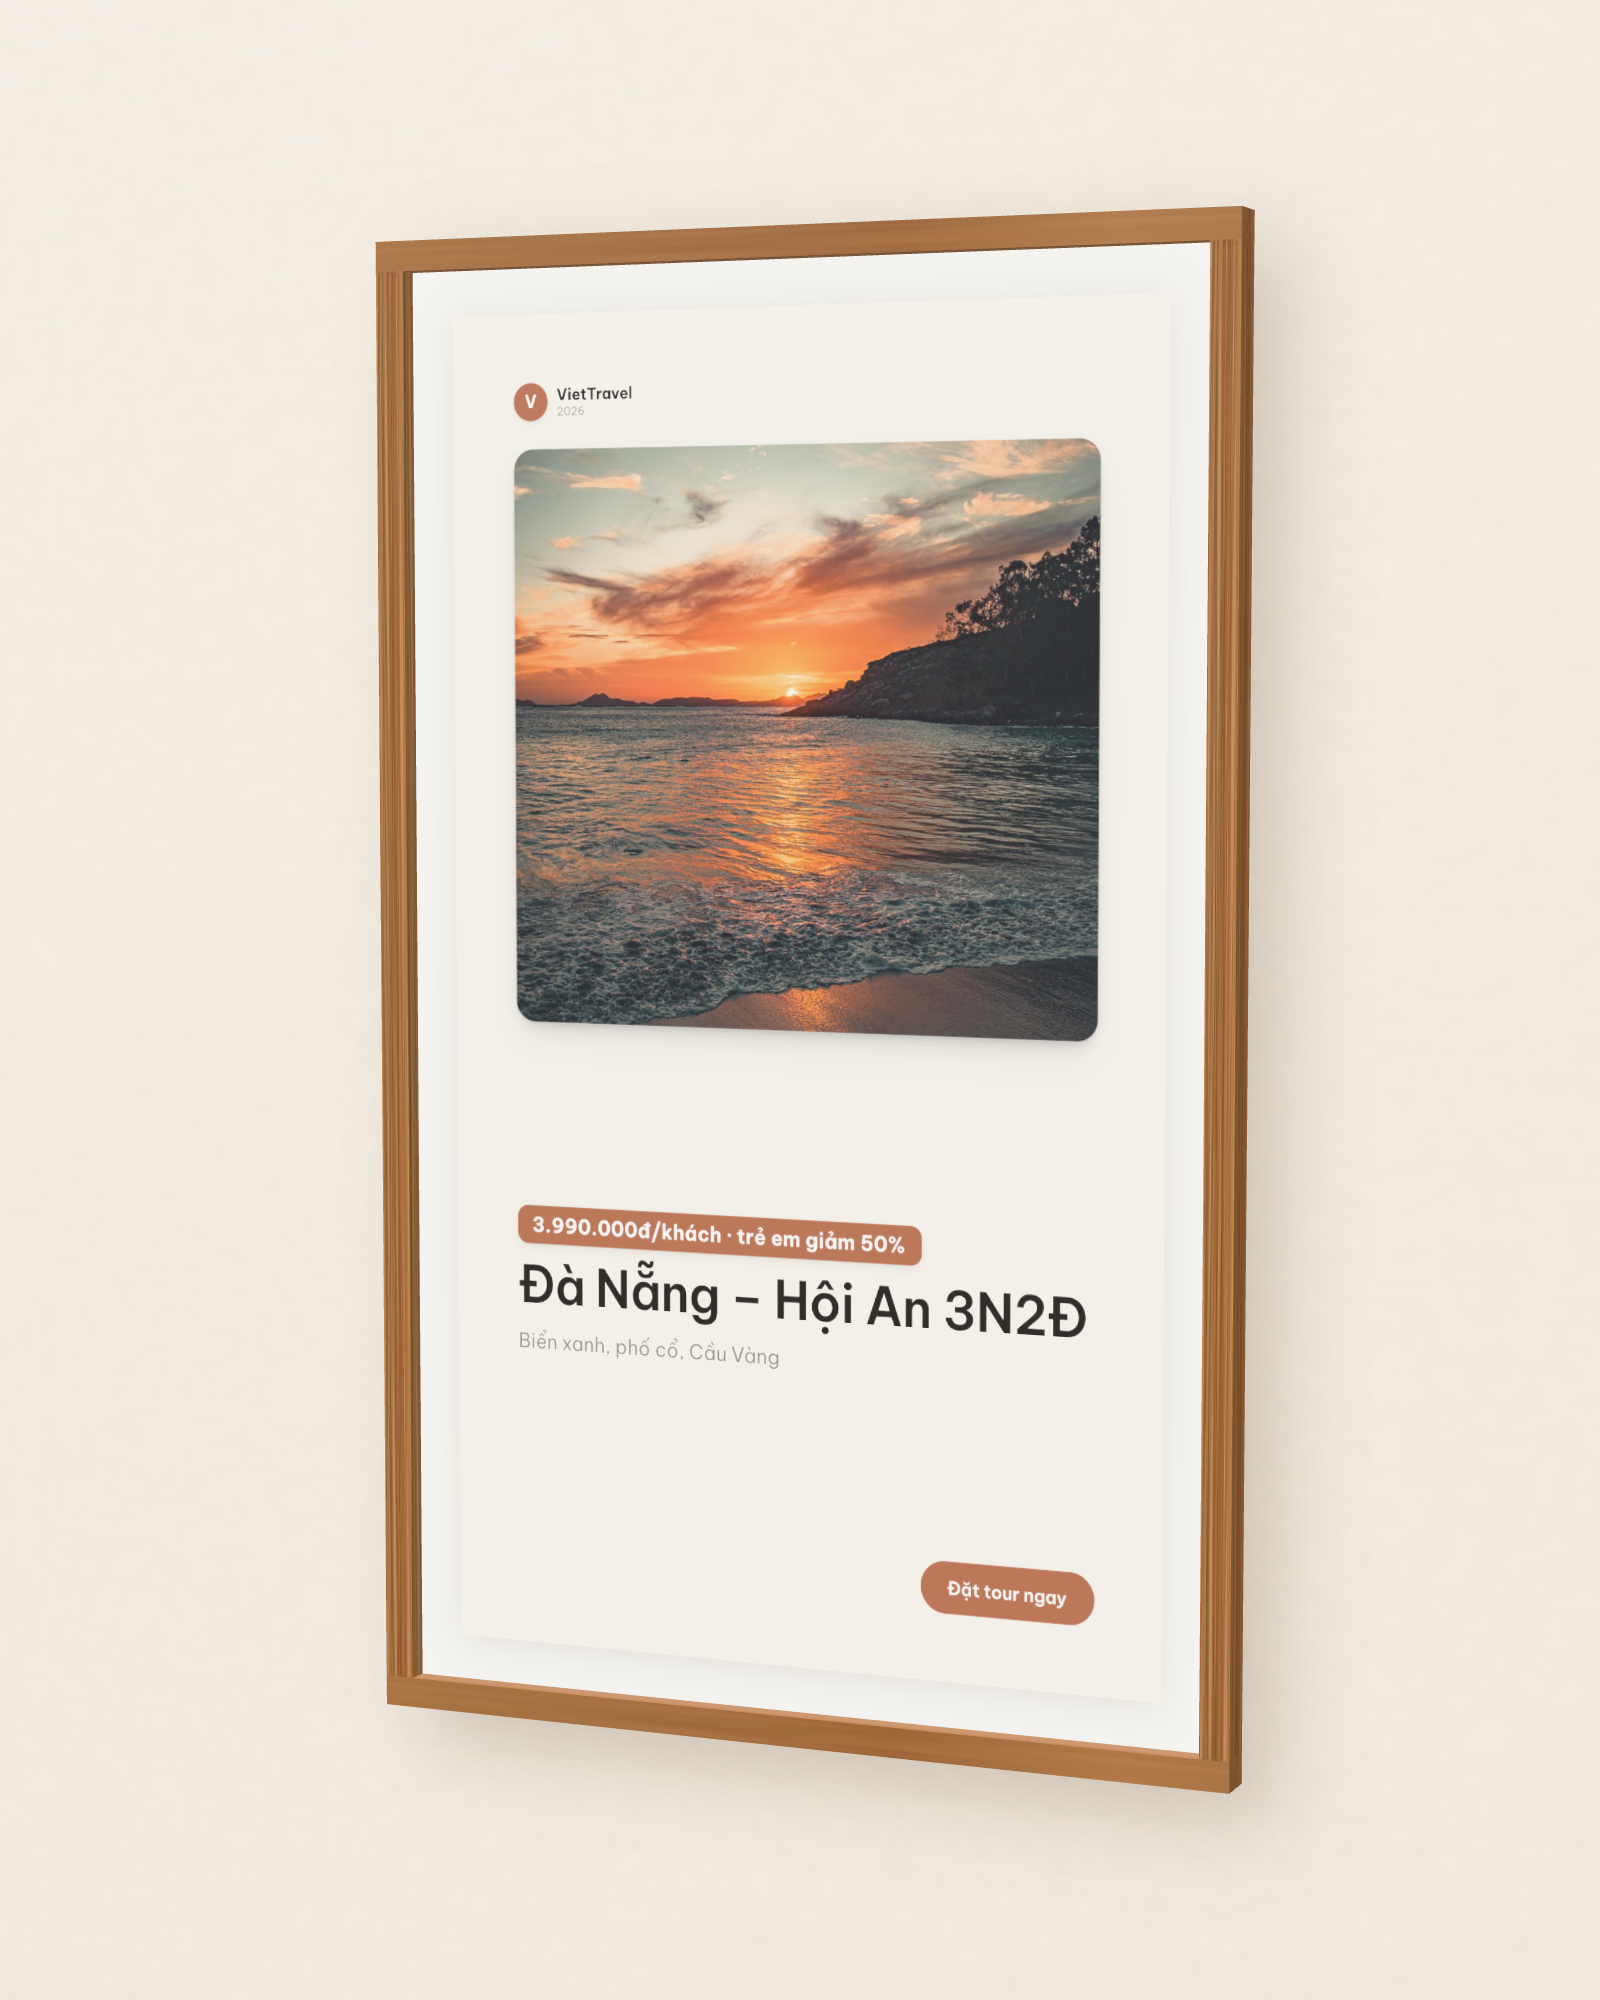 V
VietTravel
2026
3.990.000đ/khách · trẻ em giảm 50%
Đà Nẵng – Hội An 3N2Đ
Biển xanh, phố cổ, Cầu Vàng
Đặt tour ngay